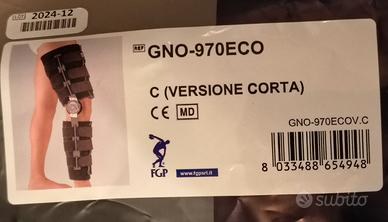 LOT 2024-12
REF GNO-970ECO
C (VERSIONE CORTA)
CE MD
GNO-970ECOV.C
FGP
www.fgpsrl.it
8 033488 654948
subito